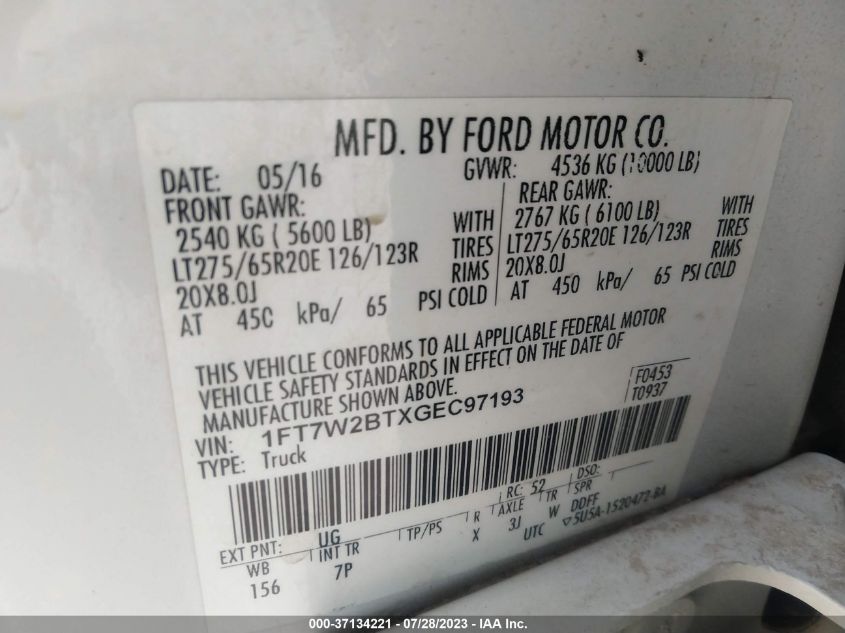 MFD. BY FORD MOTOR CO.
DATE: 05/16 GVWR: 4536 KG (10000 LB)
FRONT GAWR: REAR GAWR:
2540 KG ( 5600 LB) WITH 2767 KG ( 6100 LB) WITH
LT275/65R20E 126/123R TIRES LT275/65R20E 126/123R TIRES
20X8.0J RIMS 20X8.0J RIMS
AT 450 kPa/ 65 PSI COLD AT 450 kPa/ 65 PSI COLD
THIS VEHICLE CONFORMS TO ALL APPLICABLE FEDERAL MOTOR
VEHICLE SAFETY STANDARDS IN EFFECT ON THE DATE OF
MANUFACTURE SHOWN ABOVE.
F0453
T0937
VIN: 1FT7W2BTXGEC97193
TYPE: Truck
EXT PNT: UG RC: 52 DSO:
WB INT TR TP/PS R AXLE TR SPR
156 7P X 3J W DDFF
UTC ▽5U5A-1520472-BA
000-37134221 - 07/28/2023 - IAA Inc.